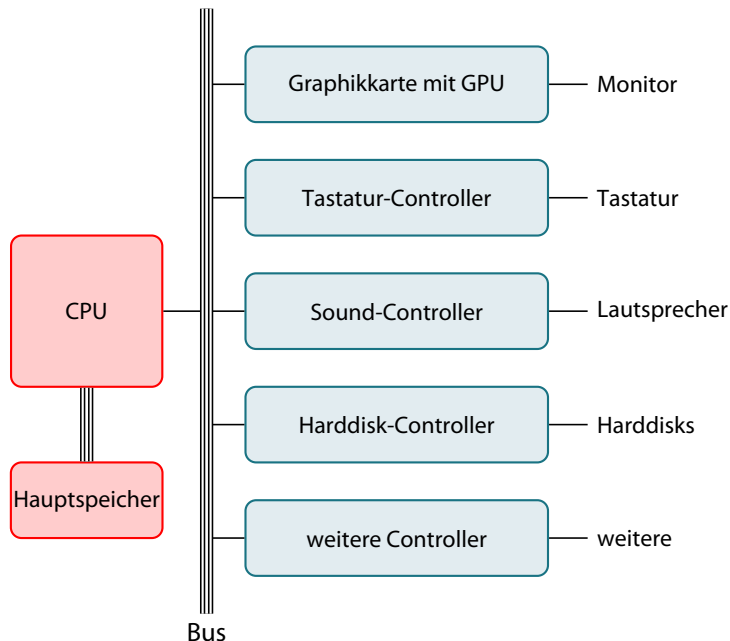 Graphikkarte mit GPU
Monitor
Tastatur-Controller
Tastatur
CPU
Sound-Controller
Lautsprecher
Harddisk-Controller
Harddisks
Hauptspeicher
weitere Controller
weitere
Bus